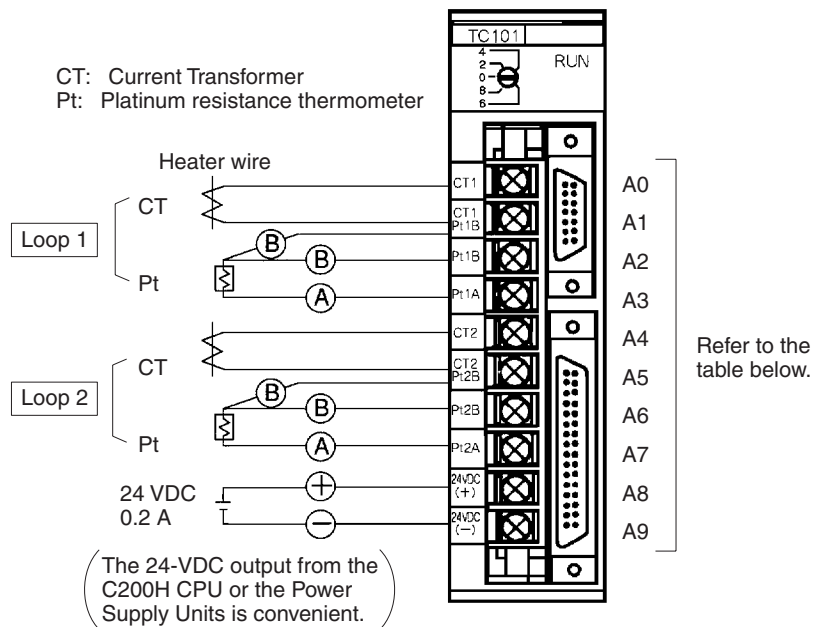 TC101
4
2
0
8
6
RUN
CT: Current Transformer
Pt: Platinum resistance thermometer
Heater wire
CT
Loop 1
Pt
B
B
A
CT
Loop 2
Pt
B
B
A
24 VDC
0.2 A
+
−
The 24-VDC output from the
C200H CPU or the Power
Supply Units is convenient.
CT1
CT1
Pt1B
Pt1B
Pt1A
CT2
CT2
Pt2B
Pt2B
Pt2A
24VDC
(+)
24VDC
(−)
A0
A1
A2
A3
A4
A5
A6
A7
A8
A9
Refer to the
table below.